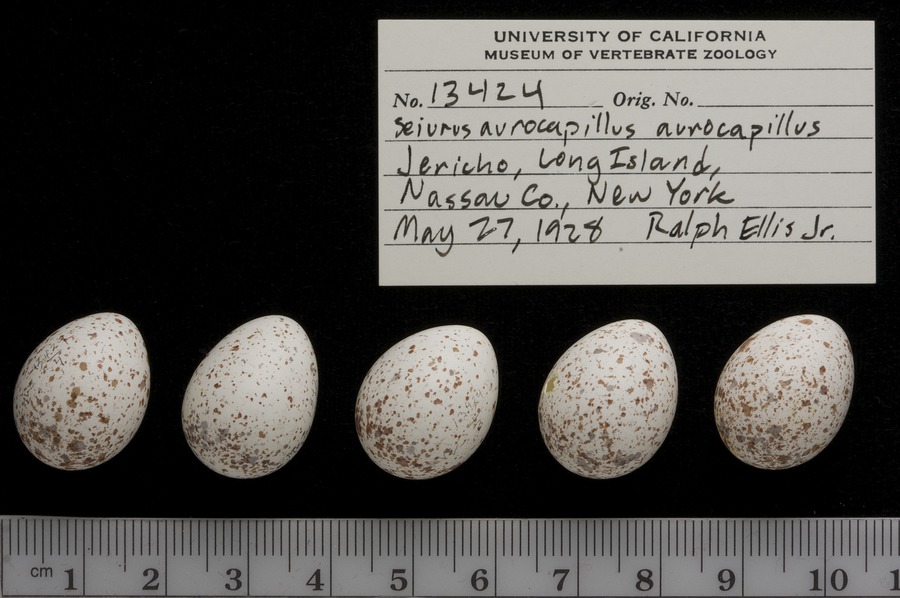 UNIVERSITY OF CALIFORNIA
MUSEUM OF VERTEBRATE ZOOLOGY
No. 13424 Orig. No.
Seiurus aurocapillus aurocapillus
Jericho, Long Island,
Nassau Co., New York
May 27, 1928 Ralph Ellis Jr.
cm 1 2 3 4 5 6 7 8 9 10 1